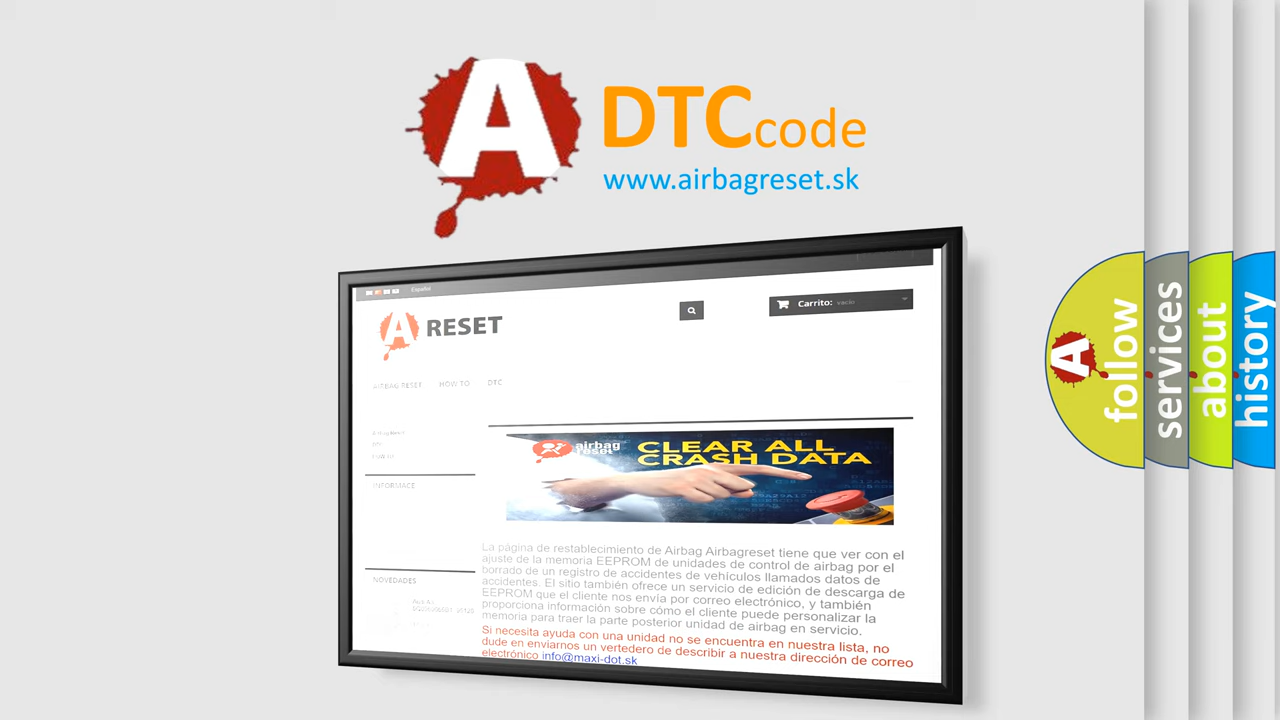 A
DTCcode
www.airbagreset.sk
Español
A RESET
Carrito: vacío
AIRBAG RESET HOW TO DTC
INFORMACE
airbag
reset
CLEAR ALL
CRASH DATA
La página de restablecimiento de Airbag Airbagreset tiene que ver con el
ajuste de la memoria EEPROM de unidades de control de airbag por el
borrado de un registro de accidentes de vehículos llamados datos de
accidentes. El sitio también ofrece un servicio de edición de descarga de
EEPROM que el cliente nos envía por correo electrónico, y también
proporciona información sobre cómo el cliente puede personalizar la
memoria para traer la parte posterior unidad de airbag en servicio.
Si necesita ayuda con una unidad no se encuentra en nuestra lista, no
dude en enviarnos un vertedero de describir a nuestra dirección de correo
electrónico info@maxi-dot.sk
NOVEDADES
A
follow
services
about
history